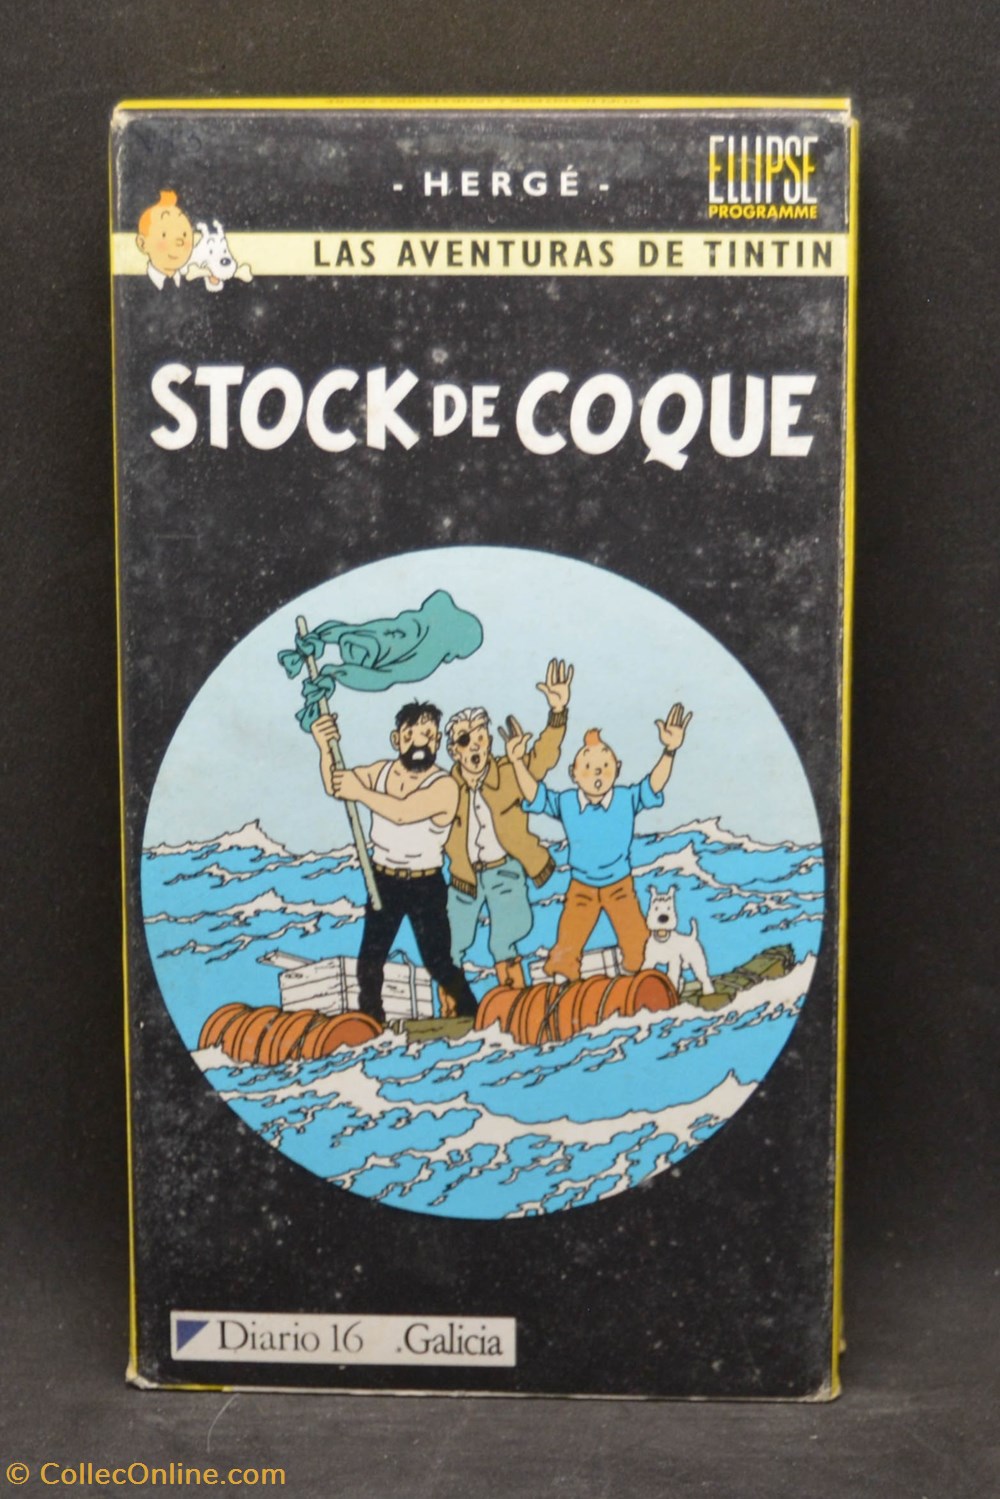 - HERGÉ -
ELLIPSE
PROGRAMME
LAS AVENTURAS DE TINTIN
STOCK DE COQUE
Diario 16 .Galicia
© CollecOnline.com